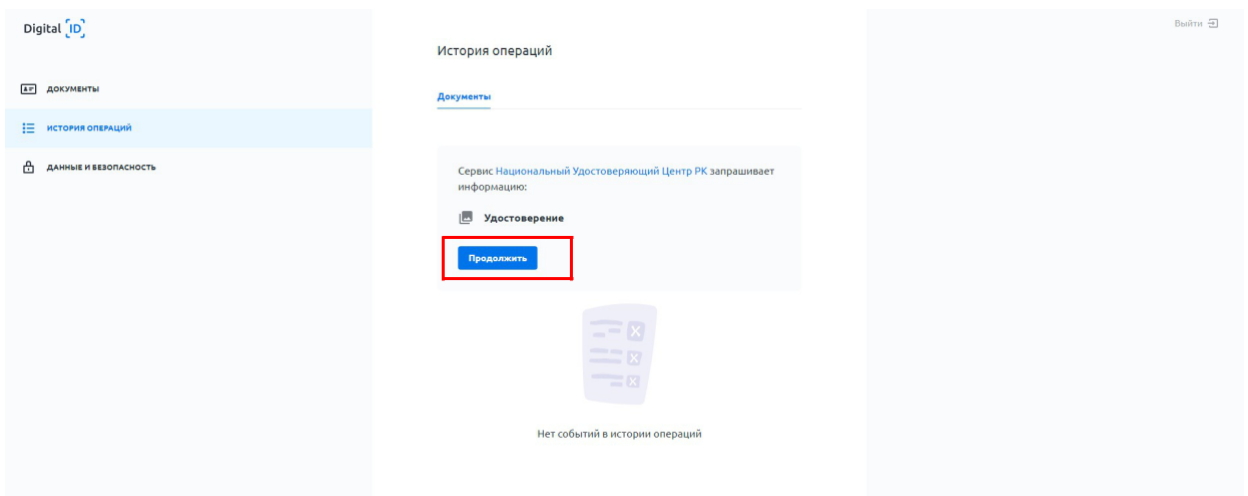 Digital ID
Выйти
История операций
ДОКУМЕНТЫ
Документы
ИСТОРИЯ ОПЕРАЦИЙ
ДАННЫЕ И БЕЗОПАСНОСТЬ
Сервис Национальный Удостоверяющий Центр РК запрашивает
информацию:
Удостоверение
Продолжить
Нет событий в истории операций